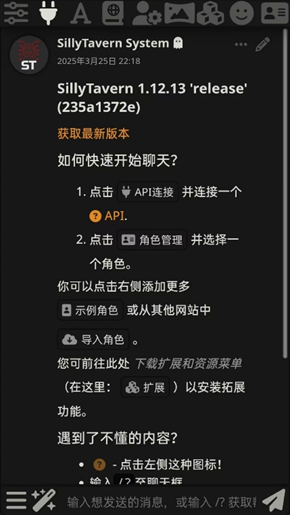 SillyTavern System
2025年3月25日 22:18
ST
SillyTavern 1.12.13 'release'
(235a1372e)
获取最新版本
如何快速开始聊天？
1. 点击 API连接 并连接一个
? API.
2. 点击 角色管理 并选择一
个角色。
你可以点击右侧添加更多
示例角色 或从其他网站中
导入角色 。
您可前往此处 下载扩展和资源菜单
（在这里： 扩展 ）以安装拓展
功能。
遇到了不懂的内容？
• ? - 点击左侧这种图标！
• 输入 /? 至聊天框
输入想发送的消息，或输入 /? 获取